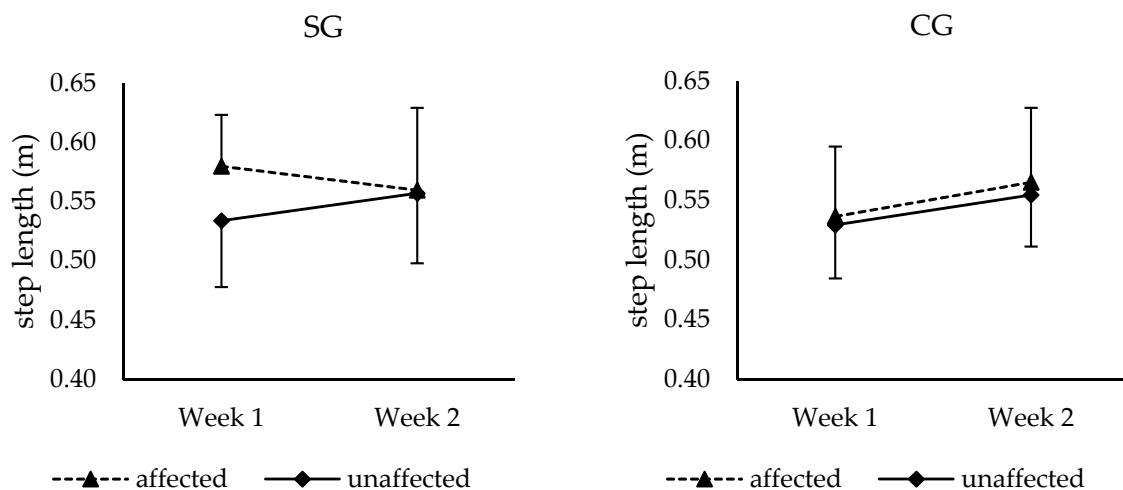 SG
step length (m)
0.65
0.60
0.55
0.50
0.45
0.40
Week 1 Week 2
affected unaffected
CG
step length (m)
0.65
0.60
0.55
0.50
0.45
0.40
Week 1 Week 2
affected unaffected